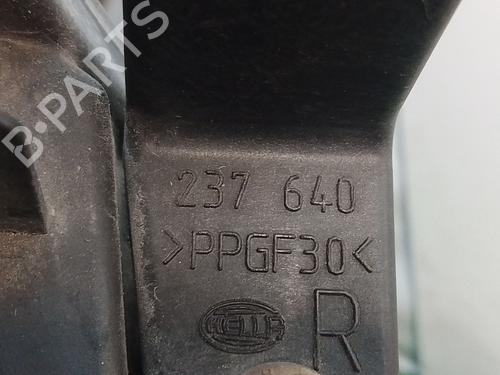 B-PARTS
237 640
>PPGF30<
HELLA
R